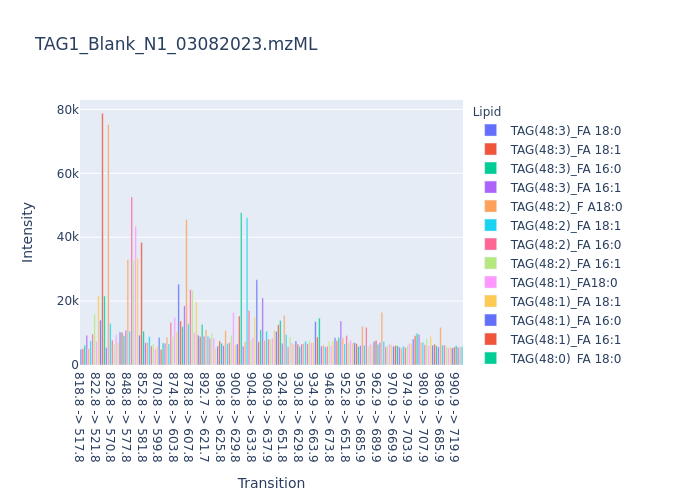 TAG1_Blank_N1_03082023.mzML
Lipid
TAG(48:3)_FA 18:0
TAG(48:3)_FA 18:1
TAG(48:3)_FA 16:0
TAG(48:3)_FA 16:1
TAG(48:2)_F A18:0
TAG(48:2)_FA 18:1
TAG(48:2)_FA 16:0
TAG(48:2)_FA 16:1
TAG(48:1)_FA18:0
TAG(48:1)_FA 18:1
TAG(48:1)_FA 16:0
TAG(48:1)_FA 16:1
TAG(48:0)_FA 18:0
80k
60k
40k
20k
0
Intensity
818.8 -> 517.8
822.8 -> 521.8
829.8 -> 570.8
848.8 -> 577.8
852.8 -> 581.8
870.8 -> 599.8
874.8 -> 603.8
878.8 -> 607.8
892.7 -> 621.7
896.8 -> 625.8
900.8 -> 629.8
904.8 -> 633.8
908.9 -> 637.9
924.8 -> 651.8
930.8 -> 629.8
934.9 -> 663.9
946.8 -> 673.8
952.8 -> 651.8
956.9 -> 685.9
962.9 -> 689.9
970.9 -> 669.9
974.9 -> 703.9
980.9 -> 707.9
986.9 -> 685.9
990.9 -> 719.9
Transition